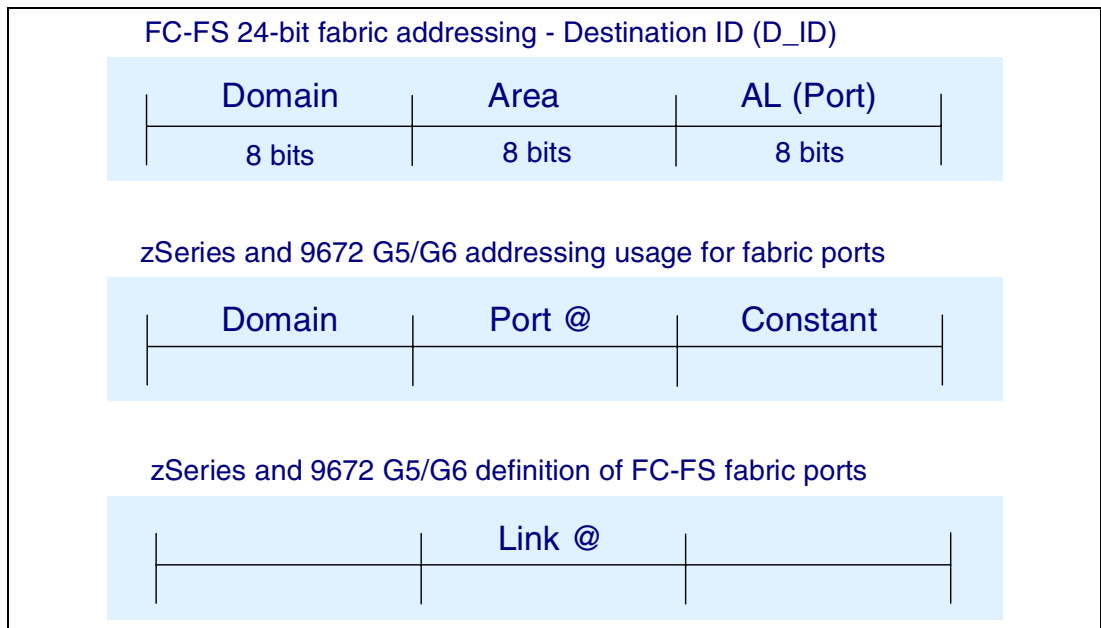 FC-FS 24-bit fabric addressing - Destination ID (D_ID)
Domain Area AL (Port)
8 bits 8 bits 8 bits
zSeries and 9672 G5/G6 addressing usage for fabric ports
Domain Port @ Constant
zSeries and 9672 G5/G6 definition of FC-FS fabric ports
Link @